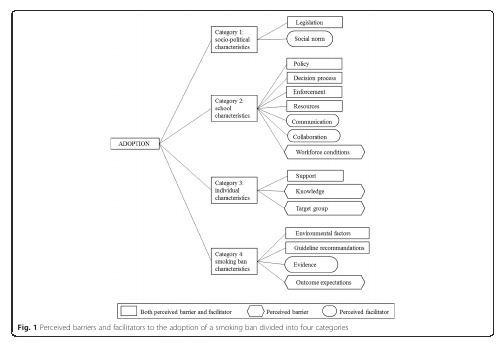 ADOPTION
Category 1:
socio-political
characteristics
Legislation
Social norm
Category 2:
school
characteristics
Policy
Decision process
Enforcement
Resources
Communication
Collaboration
Workforce conditions
Category 3:
individual
characteristics
Support
Knowledge
Target group
Category 4:
smoking ban
characteristics
Environmental factors
Guideline recommendations
Evidence
Outcome expectations
Both perceived barrier and facilitator
Perceived barrier
Perceived facilitator
Fig. 1 Perceived barriers and facilitators to the adoption of a smoking ban divided into four categories